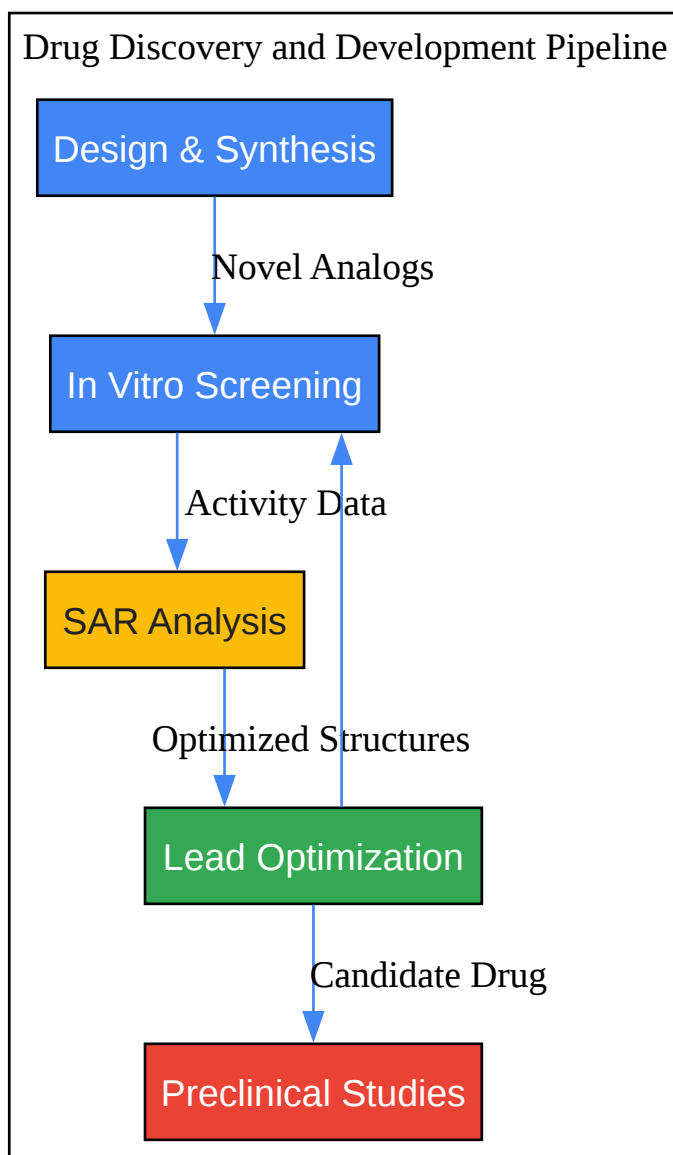 Drug Discovery and Development Pipeline
Design & Synthesis
Novel Analogs
In Vitro Screening
Activity Data
SAR Analysis
Optimized Structures
Lead Optimization
Candidate Drug
Preclinical Studies